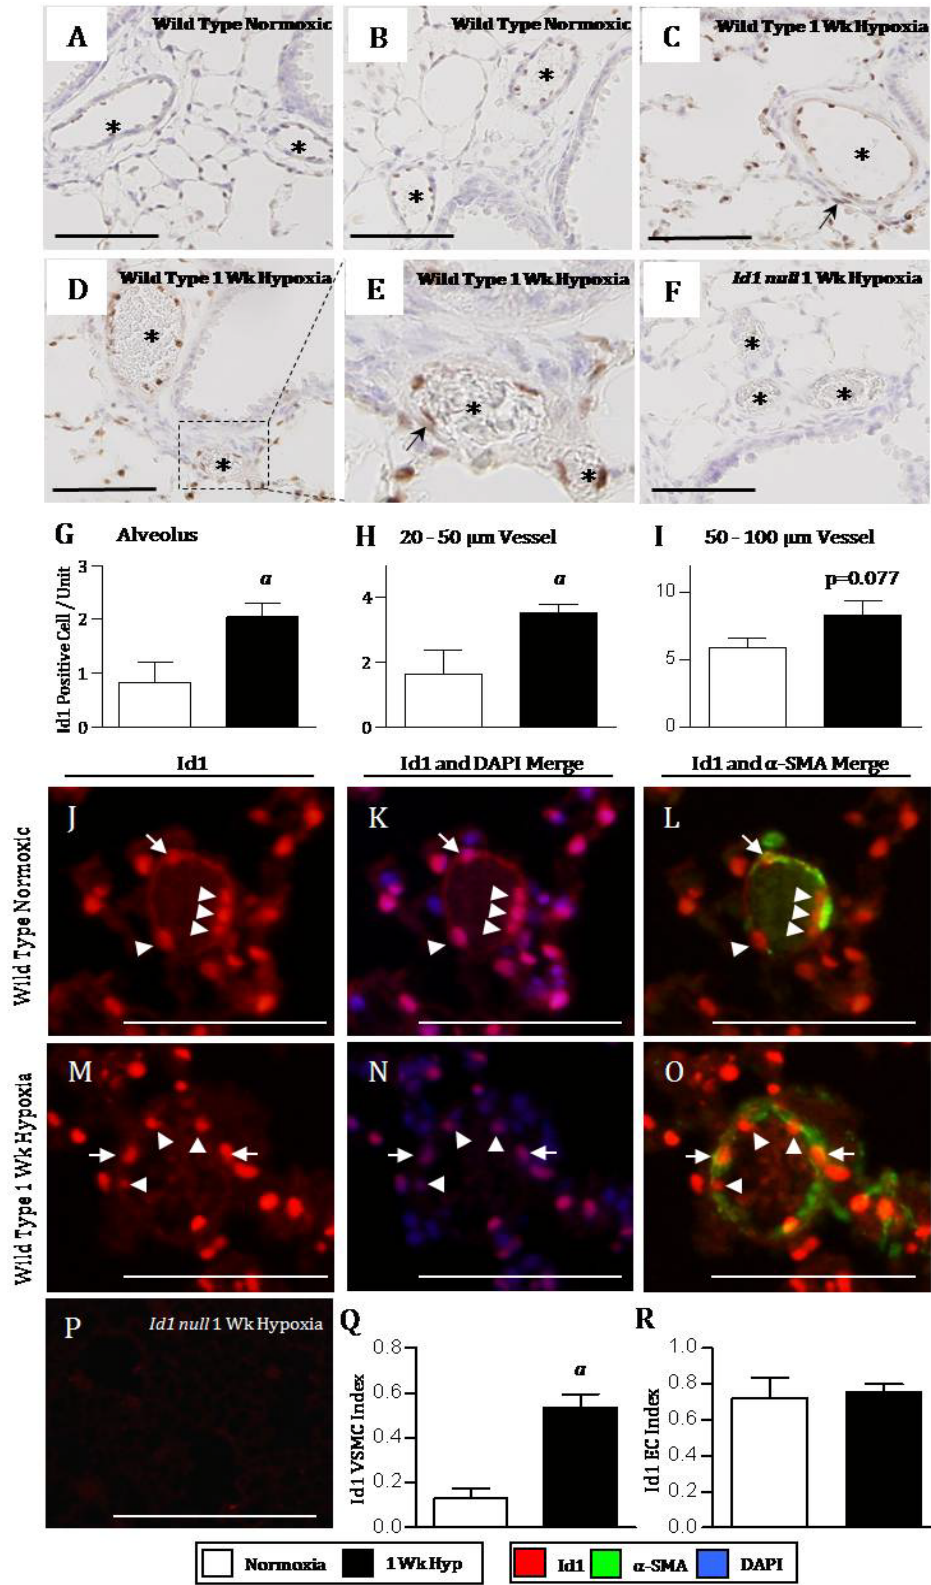 A Wild Type Normoxic
B Wild Type Normoxic
C Wild Type 1 Wk Hypoxia
* * * * *
D Wild Type 1 Wk Hypoxia
E Wild Type 1 Wk Hypoxia
F Id1 null 1 Wk Hypoxia
* * * * * * *
G Alveolus
H 20 - 50 μm Vessel
I 50 - 100 μm Vessel
Id1 Positive Cell / Unit
3
2
1
0
a
4
2
0
a
10
5
0
p=0.077
Id1
Id1 and DAPI Merge
Id1 and α-SMA Merge
Wild Type Normoxic
J
K
L
Wild Type 1 Wk Hypoxia
M
N
O
P Id1 null 1 Wk Hypoxia
Q
Id1 VSMC Index
0.8
0.6
0.4
0.2
0.0
a
R
Id1 EC Index
1.0
0.8
0.6
0.4
0.2
0.0
Normoxia 1 Wk Hyp
Id1 α-SMA DAPI